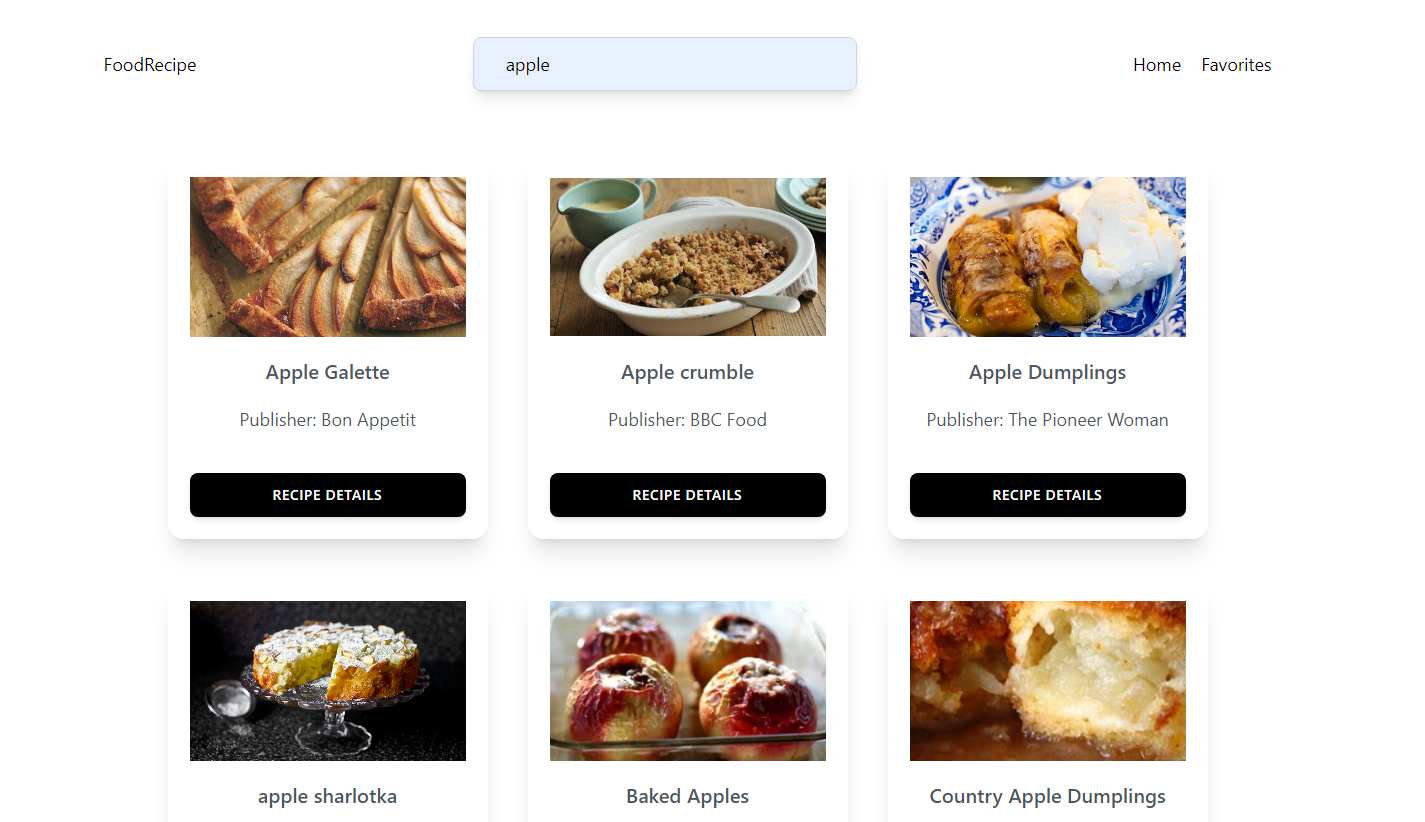 FoodRecipe
apple
Home Favorites
Apple Galette
Publisher: Bon Appetit
RECIPE DETAILS
Apple crumble
Publisher: BBC Food
RECIPE DETAILS
Apple Dumplings
Publisher: The Pioneer Woman
RECIPE DETAILS
apple sharlotka
Baked Apples
Country Apple Dumplings